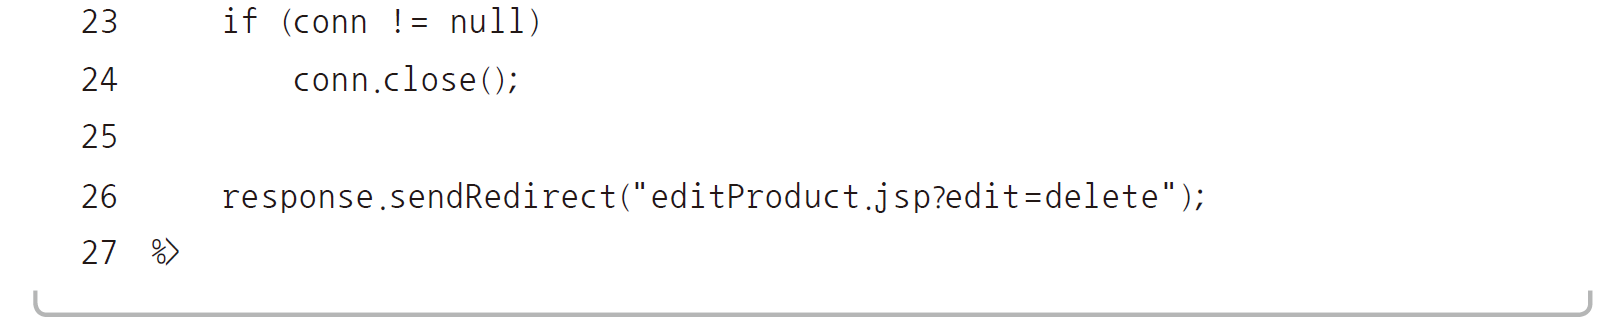 23 if (conn != null)
24 conn.close();
25
26 response.sendRedirect("editProduct.jsp?edit=delete");
27 %>